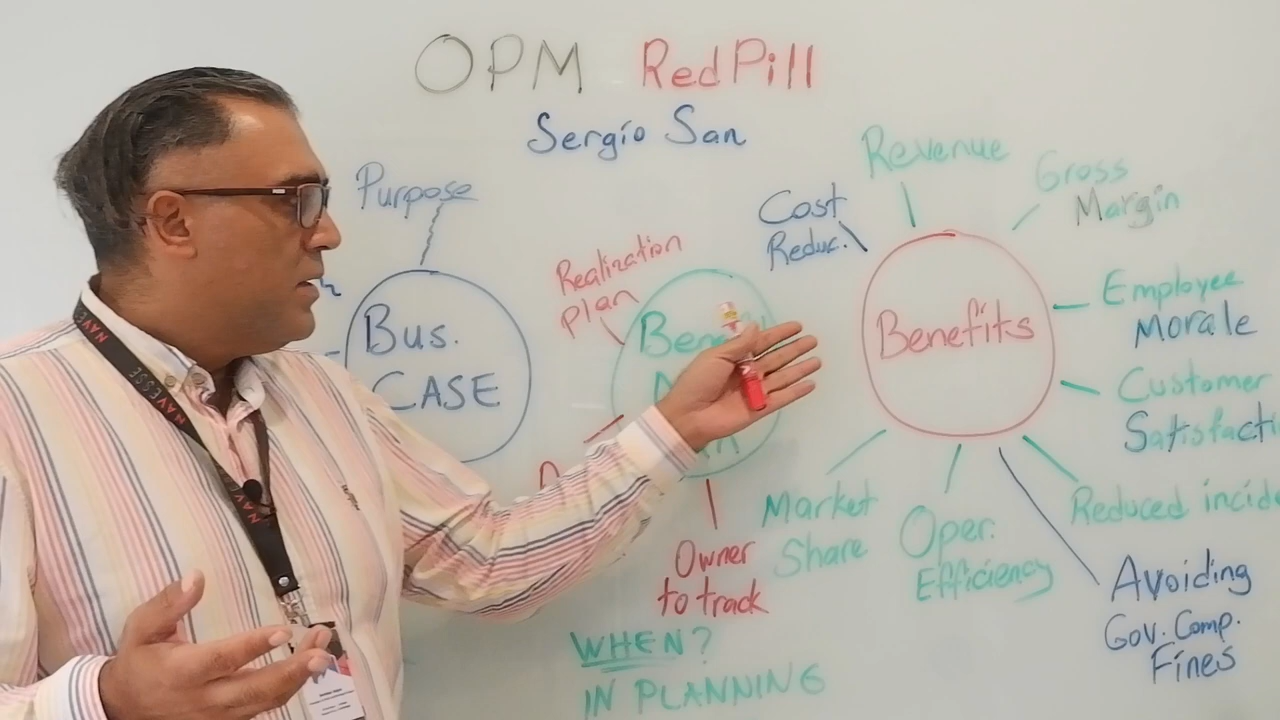 OPM RedPill
Sergio San
Purpose
Bus.
CASE
Realization
plan
Owner
to track
WHEN?
IN PLANNING
Benefits
Cost
Reduc.
Revenue
Gross
Margin
Employee
Morale
Customer
Satisfacti
Reduced incid
Avoiding
Gov. Comp.
Fines
Oper.
Efficiency
Market
Share
NAVESSE